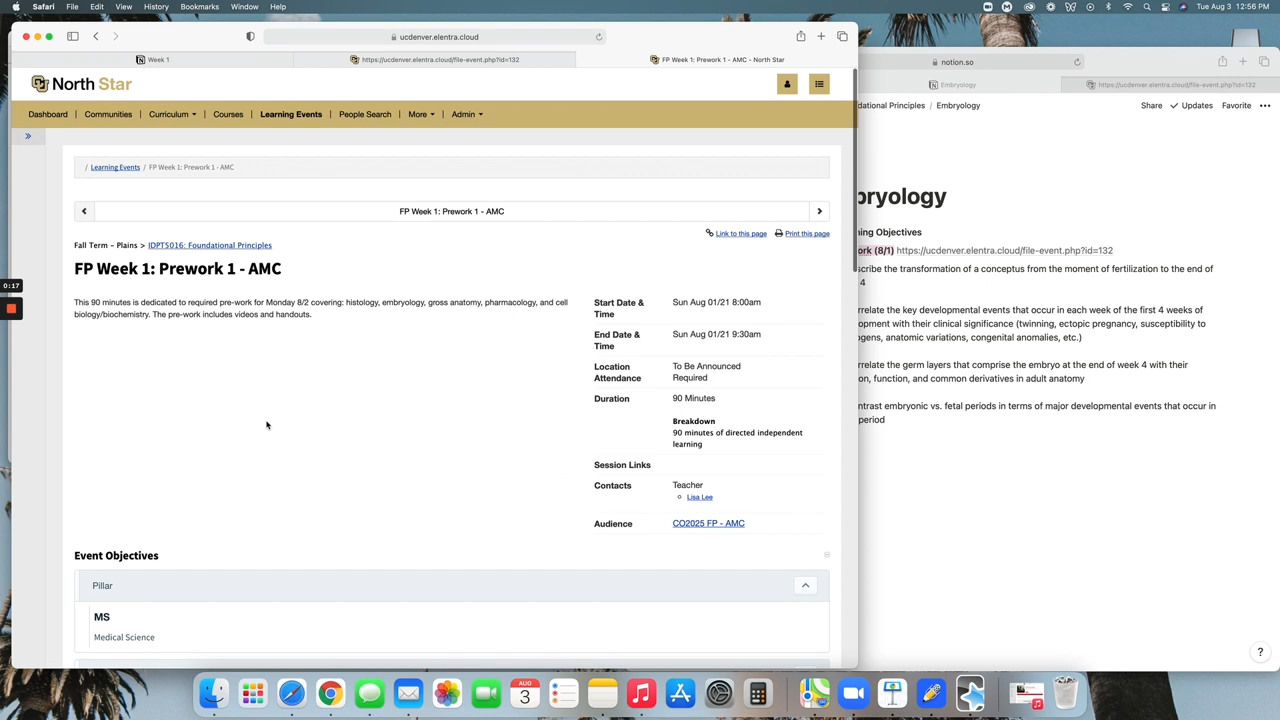 Safari File Edit View History Bookmarks Window Help
Tue Aug 3 12:56 PM
ucdenver.elentra.cloud
Week 1
https://ucdenver.elentra.cloud/file-event.php?id=132
FP Week 1: Prework 1 - AMC - North Star
North Star
Dashboard | Communities | Curriculum | Courses | Learning Events | People Search | More | Admin
»
/ Learning Events / FP Week 1: Prework 1 - AMC
FP Week 1: Prework 1 - AMC
Link to this page Print this page
Fall Term – Plains > IDPT5016: Foundational Principles
FP Week 1: Prework 1 - AMC
This 90 minutes is dedicated to required pre-work for Monday 8/2 covering: histology, embryology, gross anatomy, pharmacology, and cell
biology/biochemistry. The pre-work includes videos and handouts.
Start Date &
Time
Sun Aug 01/21 8:00am
End Date &
Time
Sun Aug 01/21 9:30am
Location
To Be Announced
Attendance
Required
Duration
90 Minutes
Breakdown
90 minutes of directed independent
learning
Session Links
Contacts
Teacher
Lisa Lee
Audience
CO2025 FP - AMC
Event Objectives
Pillar
MS
Medical Science
0:17
notion.so
Embryology
https://ucdenver.elentra.cloud/file-event.php?id=132
dational Principles / Embryology
Share Updates Favorite •••
bryology
ning Objectives
ork (8/1) https://ucdenver.elentra.cloud/file-event.php?id=132
scribe the transformation of a conceptus from the moment of fertilization to the end of
4
rrelate the key developmental events that occur in each week of the first 4 weeks of
opment with their clinical significance (twinning, ectopic pregnancy, susceptibility to
ogens, anatomic variations, congenital anomalies, etc.)
rrelate the germ layers that comprise the embryo at the end of week 4 with their
on, function, and common derivatives in adult anatomy
ntrast embryonic vs. fetal periods in terms of major developmental events that occur in
period
?
AUG
3